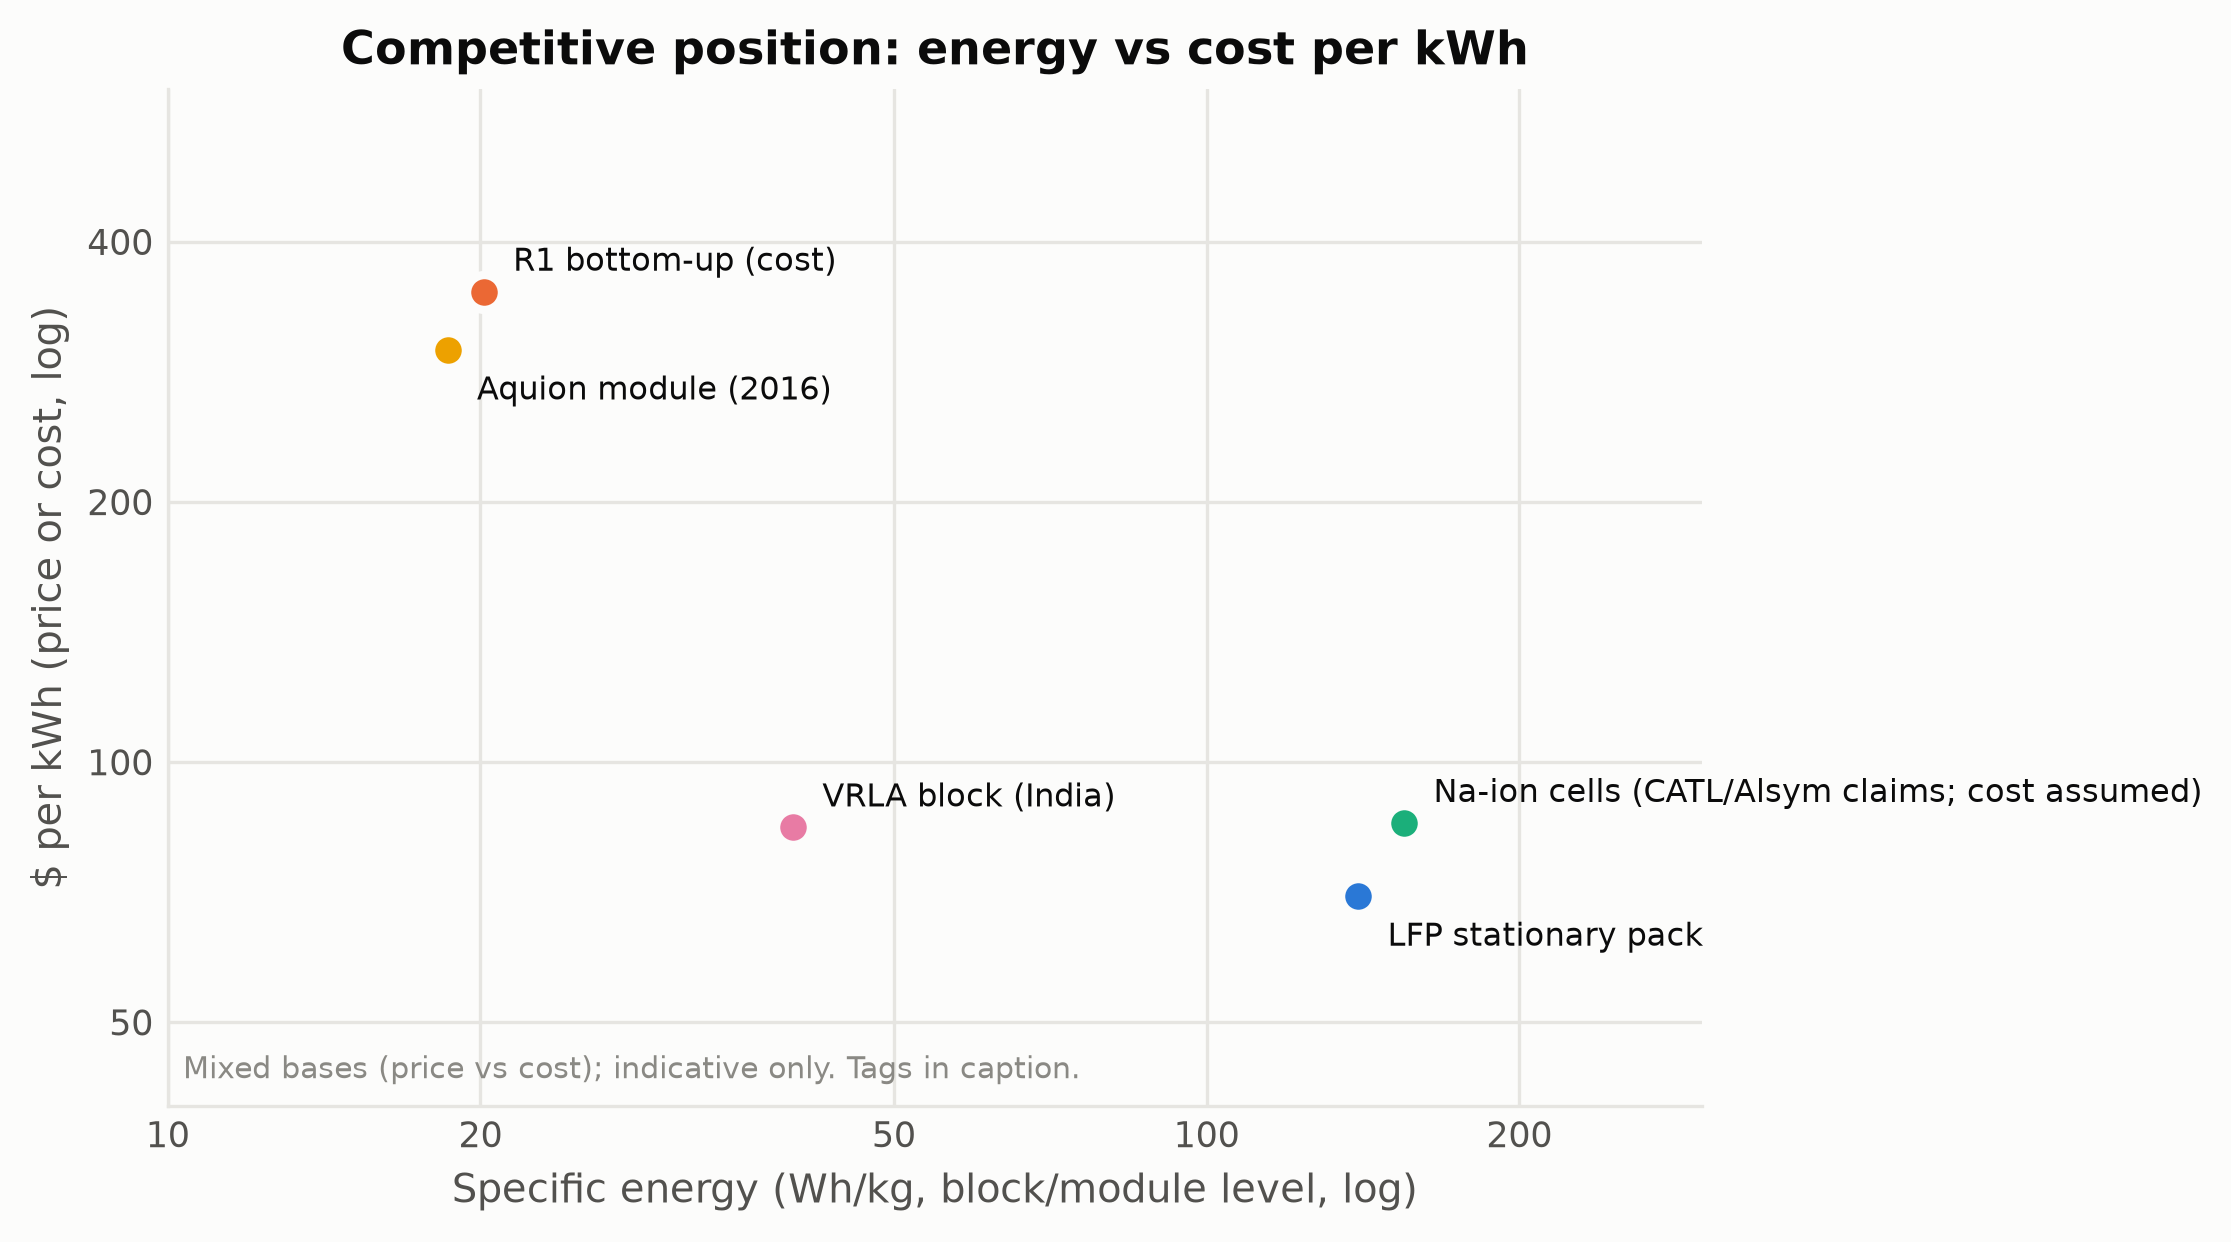 Competitive position: energy vs cost per kWh
$ per kWh (price or cost, log)
400
200
100
50
R1 bottom-up (cost)
Aquion module (2016)
VRLA block (India)
Na-ion cells (CATL/Alsym claims; cost assumed)
LFP stationary pack
Mixed bases (price vs cost); indicative only. Tags in caption.
10 20 50 100 200
Specific energy (Wh/kg, block/module level, log)